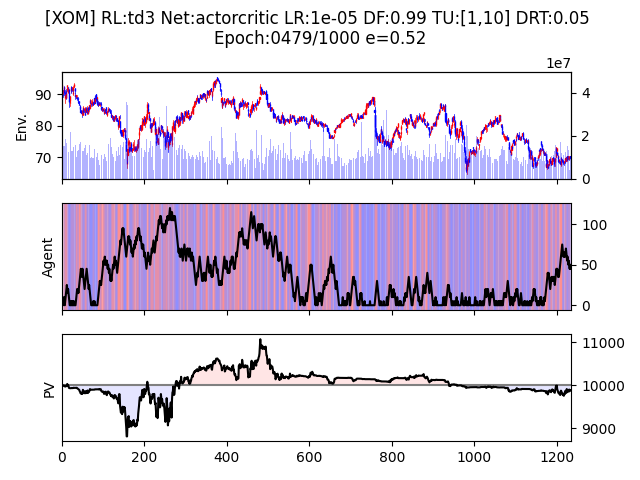 [XOM] RL:td3 Net:actorcritic LR:1e-05 DF:0.99 TU:[1,10] DRT:0.05
Epoch:0479/1000 e=0.52
1e7
Env.
90
80
70
4
2
0
Agent
100
50
0
PV
11000
10000
9000
0 200 400 600 800 1000 1200